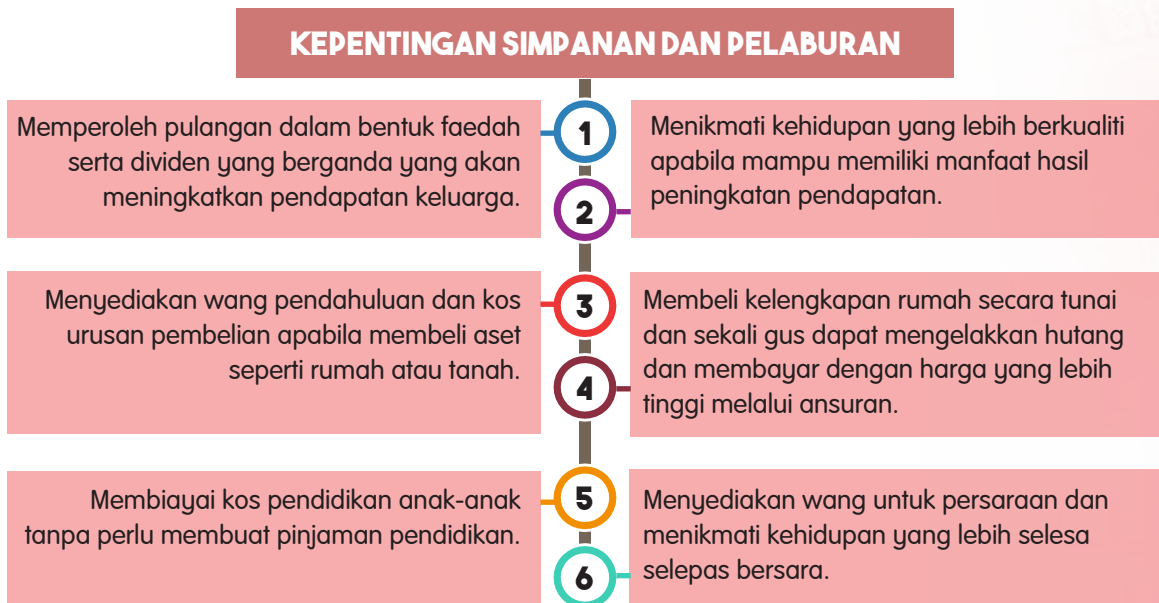 KEPENTINGAN SIMPANAN DAN PELABURAN
1
Memperoleh pulangan dalam bentuk faedah
serta dividen yang berganda yang akan
meningkatkan pendapatan keluarga.
2
Menikmati kehidupan yang lebih berkualiti
apabila mampu memiliki manfaat hasil
peningkatan pendapatan.
3
Menyediakan wang pendahuluan dan kos
urusan pembelian apabila membeli aset
seperti rumah atau tanah.
4
Membeli kelengkapan rumah secara tunai
dan sekali gus dapat mengelakkan hutang
dan membayar dengan harga yang lebih
tinggi melalui ansuran.
5
Membiayai kos pendidikan anak-anak
tanpa perlu membuat pinjaman pendidikan.
6
Menyediakan wang untuk persaraan dan
menikmati kehidupan yang lebih selesa
selepas bersara.